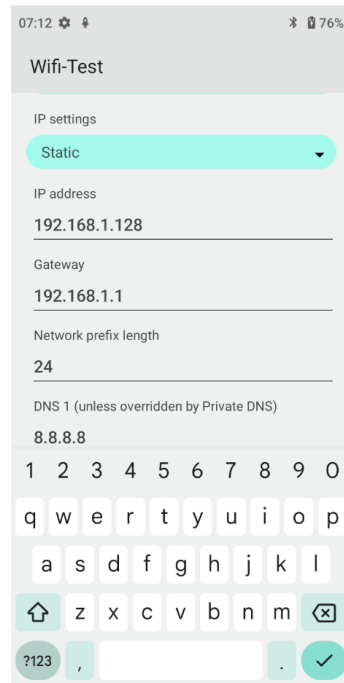 07:12
76%
Wifi-Test
IP settings
Static
IP address
192.168.1.128
Gateway
192.168.1.1
Network prefix length
24
DNS 1 (unless overridden by Private DNS)
8.8.8.8
1 2 3 4 5 6 7 8 9 0
q w e r t y u i o p
a s d f g h j k l
z x c v b n m
?123 , .